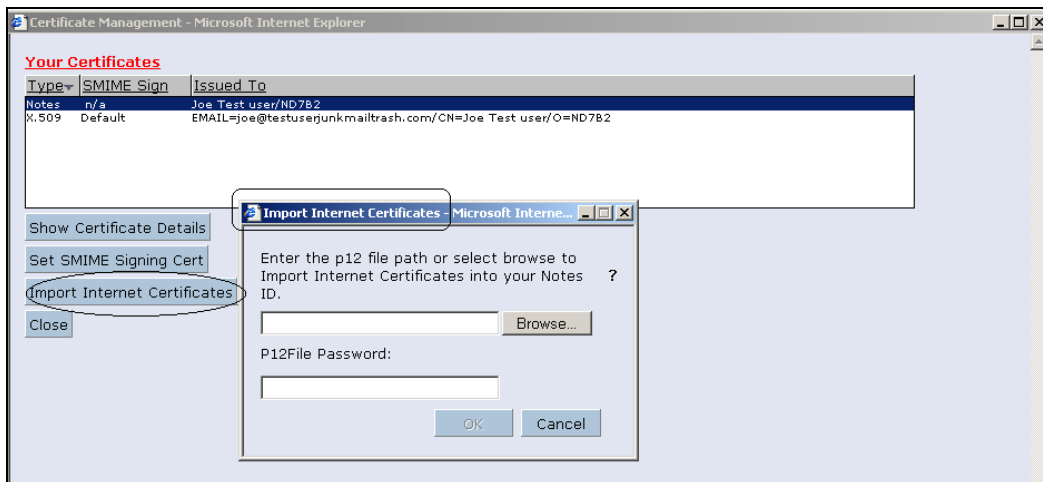 Certificate Management - Microsoft Internet Explorer
Your Certificates
Type SMIME Sign Issued To
Notes n/a Joe Test user/ND7B2
X.509 Default EMAIL=joe@testuserjunkmailtrash.com/CN=Joe Test user/O=ND7B2
Show Certificate Details
Set SMIME Signing Cert
Import Internet Certificates
Close
Import Internet Certificates - Microsoft Interne...
Enter the p12 file path or select browse to
Import Internet Certificates into your Notes ?
ID.
Browse...
P12File Password:
OK Cancel